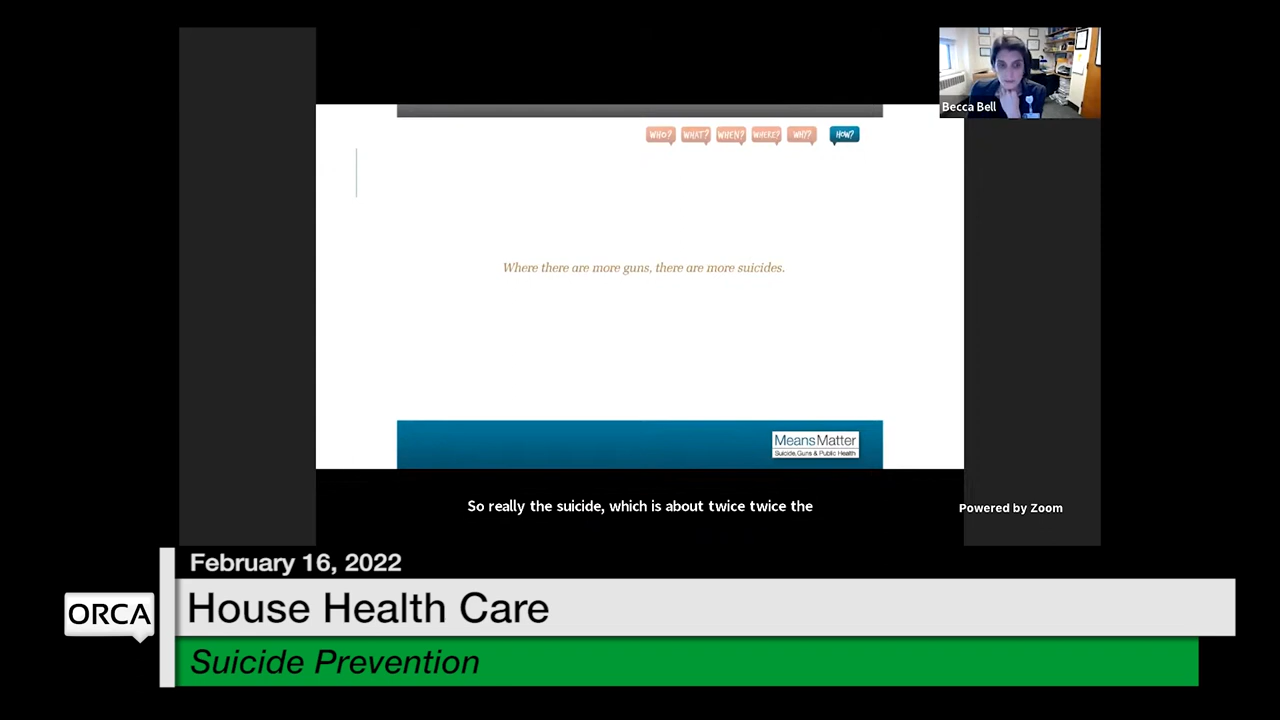 Becca Bell
WHO? WHAT? WHEN? WHERE? WHY? HOW?
Where there are more guns, there are more suicides.
MeansMatter
Suicide, Guns & Public Health
So really the suicide, which is about twice twice the
Powered by Zoom
February 16, 2022
ORCA
House Health Care
Suicide Prevention